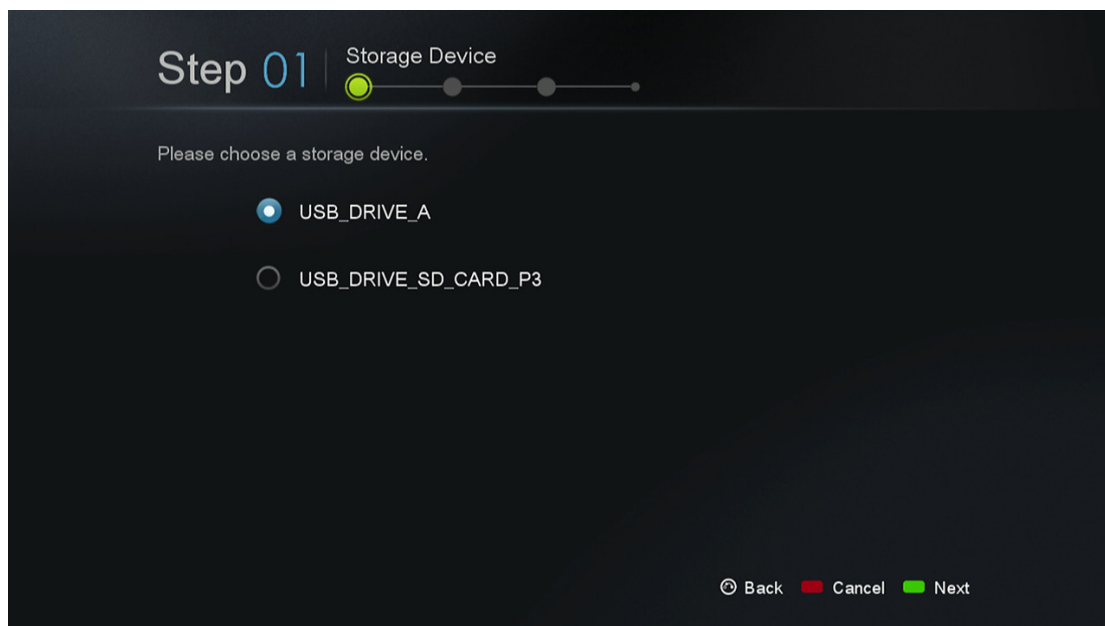 Step 01
Storage Device
Please choose a storage device.
USB_DRIVE_A
USB_DRIVE_SD_CARD_P3
Back Cancel Next